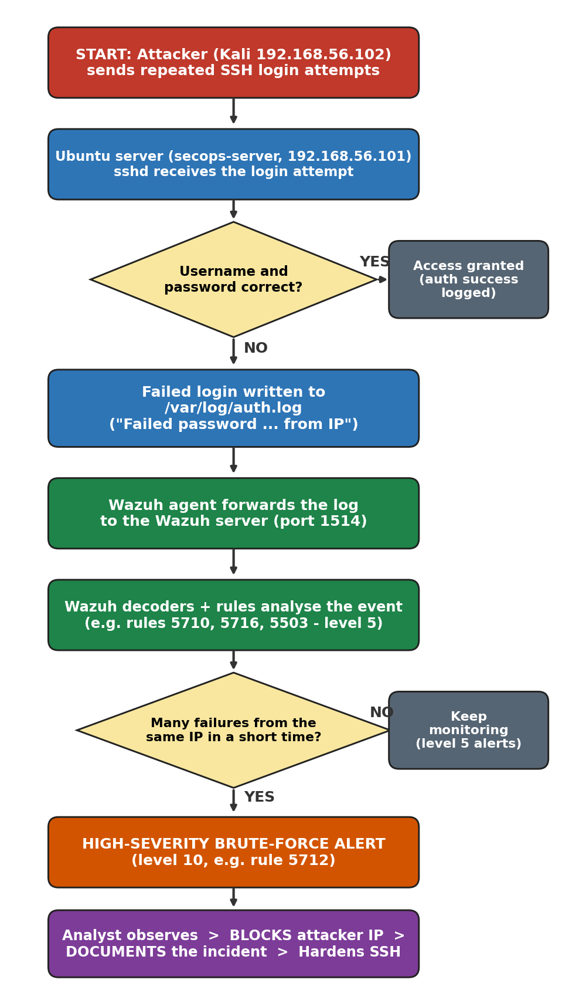 START: Attacker (Kali 192.168.56.102)
sends repeated SSH login attempts
Ubuntu server (secops-server, 192.168.56.101)
sshd receives the login attempt
Username and
password correct?
YES
Access granted
(auth success
logged)
NO
Failed login written to
/var/log/auth.log
("Failed password ... from IP")
Wazuh agent forwards the log
to the Wazuh server (port 1514)
Wazuh decoders + rules analyse the event
(e.g. rules 5710, 5716, 5503 - level 5)
Many failures from the
same IP in a short time?
NO
Keep
monitoring
(level 5 alerts)
YES
HIGH-SEVERITY BRUTE-FORCE ALERT
(level 10, e.g. rule 5712)
Analyst observes > BLOCKS attacker IP >
DOCUMENTS the incident > Hardens SSH